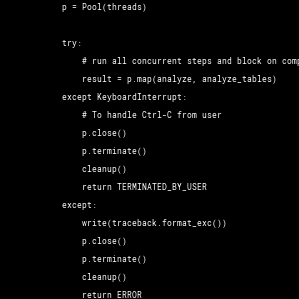 p = Pool(threads)
try:
# run all concurrent steps and block on
result = p.map(analyze, analyze_tables)
except KeyboardInterrupt:
# To handle Ctrl-C from user
p.close()
p.terminate()
cleanup()
return TERMINATED_BY_USER
except:
write(traceback.format_exc())
p.close()
p.terminate()
cleanup()
return ERROR